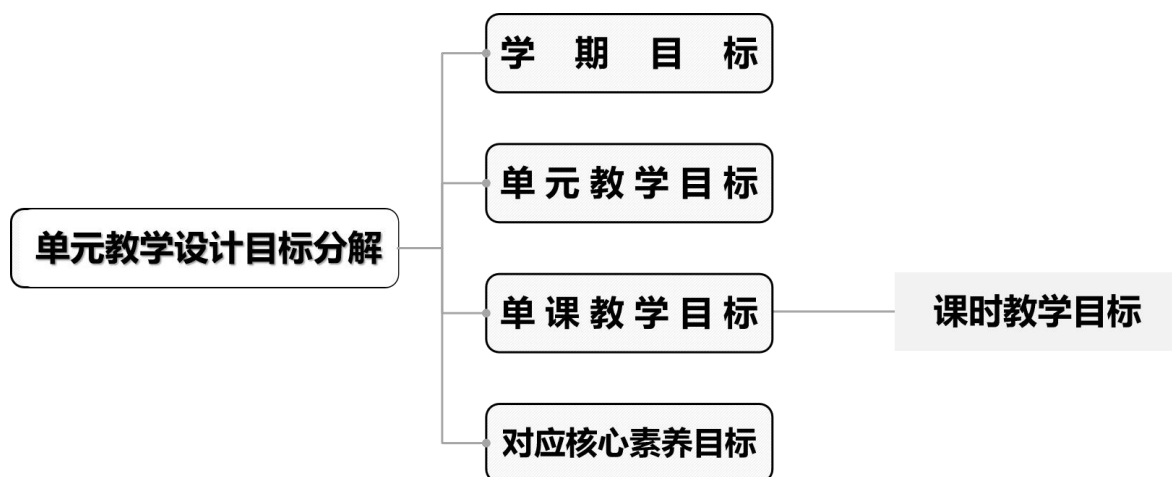 学期目标
单元教学目标
单元教学设计目标分解
单课教学目标
课时教学目标
对应核心素养目标